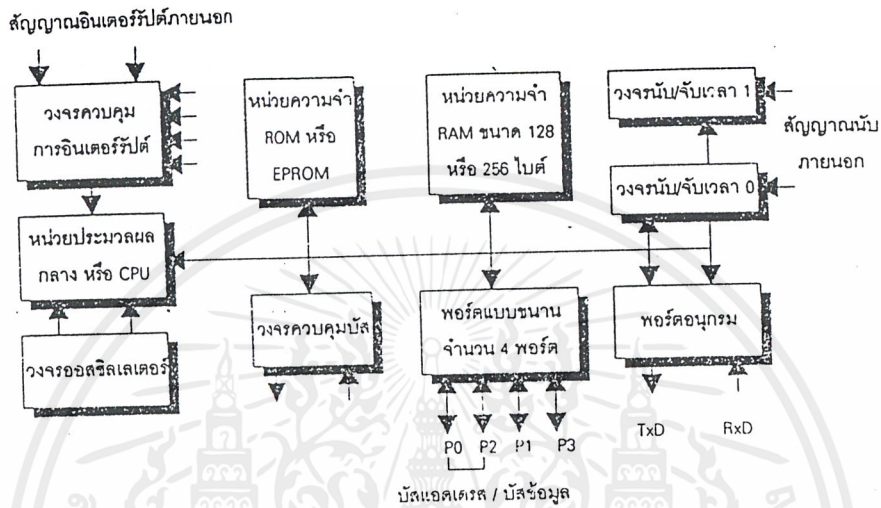 สัญญาณอินเตอร์รัปต์ภายนอก
วงจรควบคุม
การอินเตอร์รัปต์
หน่วยความจำ
ROM หรือ
EPROM
หน่วยความจำ
RAM ขนาด 128
หรือ 256 ไบต์
วงจรนับ/จับเวลา 1
สัญญาณนับ
ภายนอก
วงจรนับ/จับเวลา 0
หน่วยประมวลผล
กลาง หรือ CPU
วงจรออสซิลเลเตอร์
วงจรควบคุมบัส
พอร์ตแบบขนาน
จำนวน 4 พอร์ต
พอร์ตอนุกรม
P0 P2 P1 P3
TxD RxD
บัสแอดเดรส / บัสข้อมูล